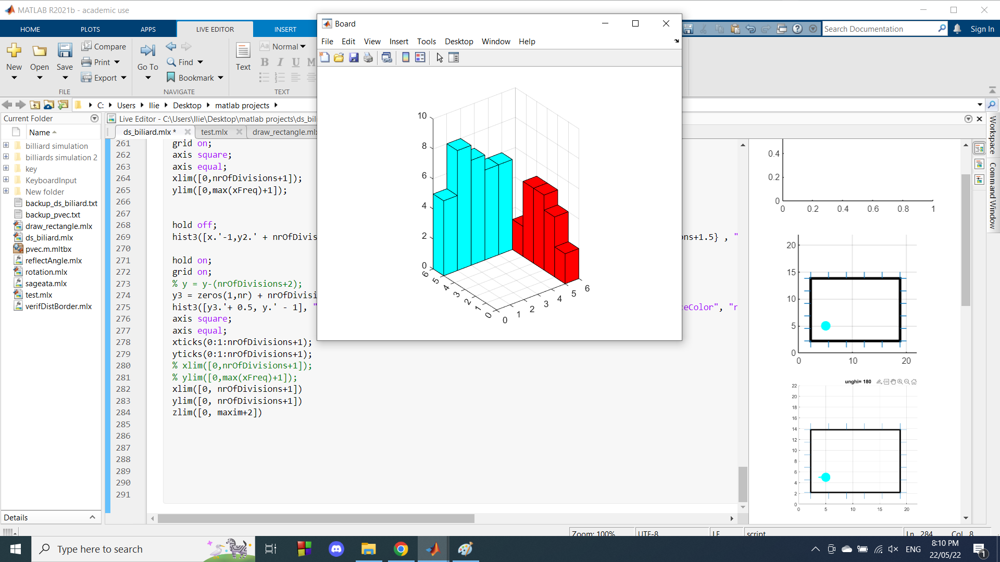 MATLAB R2021b - academic use
HOME PLOTS APPS LIVE EDITOR INSERT
Search Documentation
Sign In
New Open Save
Compare
Print
Export
Go To
Find
Bookmark
Text
Aa Normal
B I U M
FILE NAVIGATE TEXT
C: Users Ilie Desktop matlab projects
Current Folder
Name
billiard simulation
billiards simulation 2
key
KeyboardInput
New folder
backup_ds_biliard.txt
backup_pvec.txt
draw_rectangle.mlx
ds_biliard.mlx
pvec.m.mltbx
reflectAngle.mlx
rotation.mlx
sageata.mlx
test.mlx
verifDistBorder.mlx
Details
Live Editor - C:\Users\Ilie\Desktop\matlab projects\ds_bil
ds_biliard.mlx * test.mlx draw_rectangle.ml
261 grid on;
262 axis square;
263 axis equal;
264 xlim([0,nrOfDivisions+1]);
265 ylim([0,max(xFreq)+1]);
266
267
268 hold off;
269 hist3([x.'-1,y2.' + nrOfDivis
ns+1.5} , "
270
271 hold on;
272 grid on;
273 % y = y-(nrOfDivisions+2);
274 y3 = zeros(1,nr) + nrOfDivisi
275 hist3([y3.'+ 0.5, y.' - 1], "
ceColor", "r
276 axis square;
277 axis equal;
278 xticks(0:1:nrOfDivisions+1);
279 yticks(0:1:nrOfDivisions+1);
280 % xlim([0,nrOfDivisions+1]);
281 % ylim([0,max(xFreq)+1]);
282 xlim([0, nrOfDivisions+1])
283 ylim([0, nrOfDivisions+1])
284 zlim([0, maxim+2])
285
286
287
288
289
290
291
Board
File Edit View Insert Tools Desktop Window Help
10
8
6
4
2
0
6 5 4 3 2 1 0
0 1 2 3 4 5 6
0.4
0.2
0
0 0.2 0.4 0.6 0.8 1
20
15
10
5
0
0 10 20
unghi= 180
22
20
18
16
14
12
10
8
6
4
2
0
0 5 10 15 20
Workspace
Command Window
Zoom: 100% UTF-8 LF script Ln 284 Col 8
Type here to search
ENG
8:10 PM
22/05/22
1